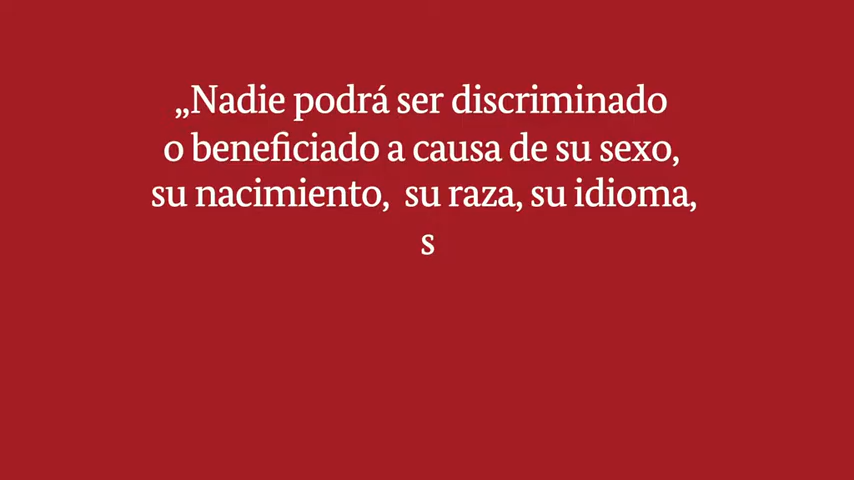 „Nadie podrá ser discriminado
o beneficiado a causa de su sexo,
su nacimiento, su raza, su idioma,
s